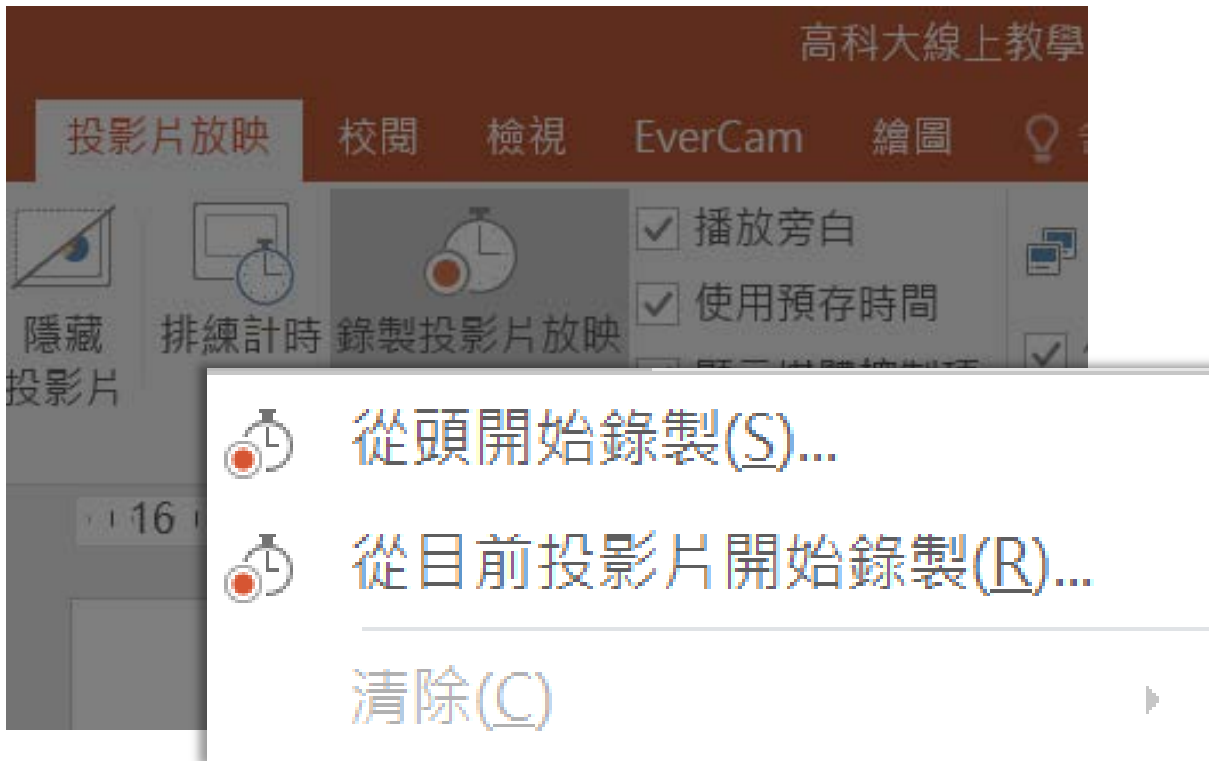 高科大線上教學
投影片放映 校閱 檢視 EverCam 繪圖
隱藏
投影片
排練計時
錄製投影片放映
播放旁白
使用預存時間
從頭開始錄製(S)...
從目前投影片開始錄製(R)...
清除(C)
16